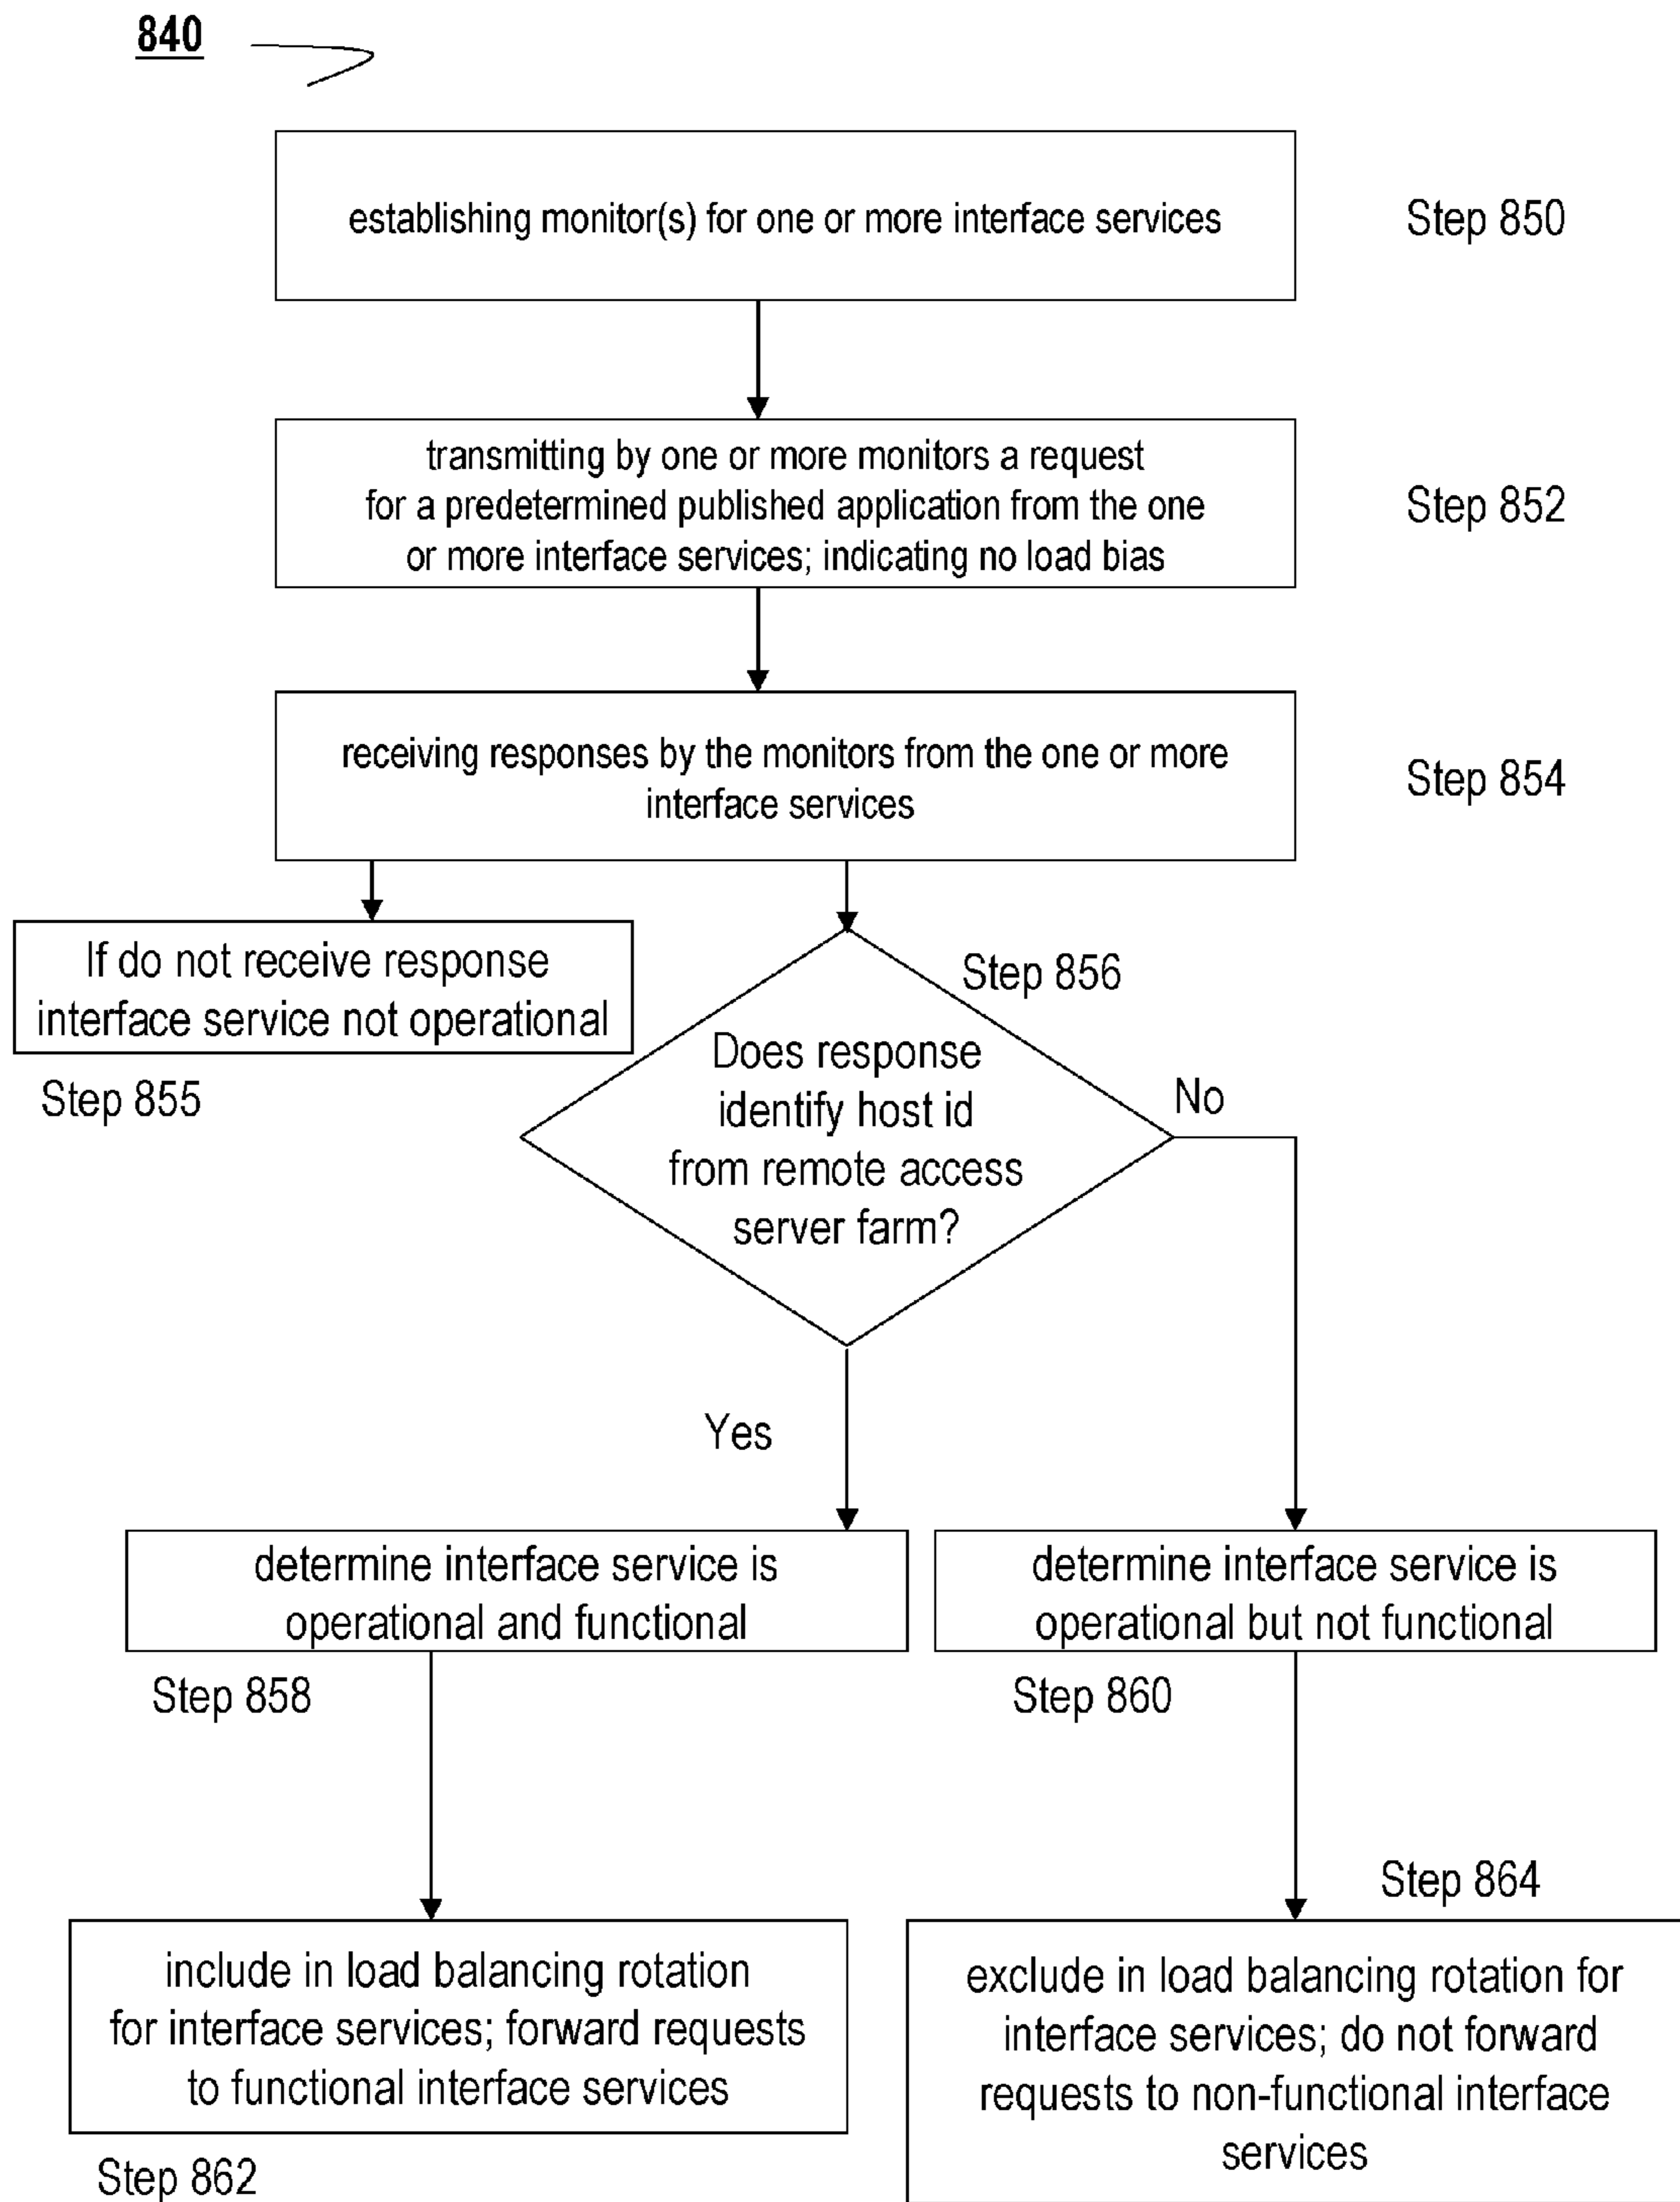 840
establishing monitor(s) for one or more interface services
Step 850
transmitting by one or more monitors a request
for a predetermined published application from the one
or more interface services; indicating no load bias
Step 852
receiving responses by the monitors from the one or more
interface services
Step 854
If do not receive response
interface service not operational
Step 855
Step 856
Does response
identify host id
from remote access
server farm?
No
Yes
determine interface service is
operational and functional
Step 858
determine interface service is
operational but not functional
Step 860
include in load balancing rotation
for interface services; forward requests
to functional interface services
Step 862
Step 864
exclude in load balancing rotation for
interface services; do not forward
requests to non-functional interface
services